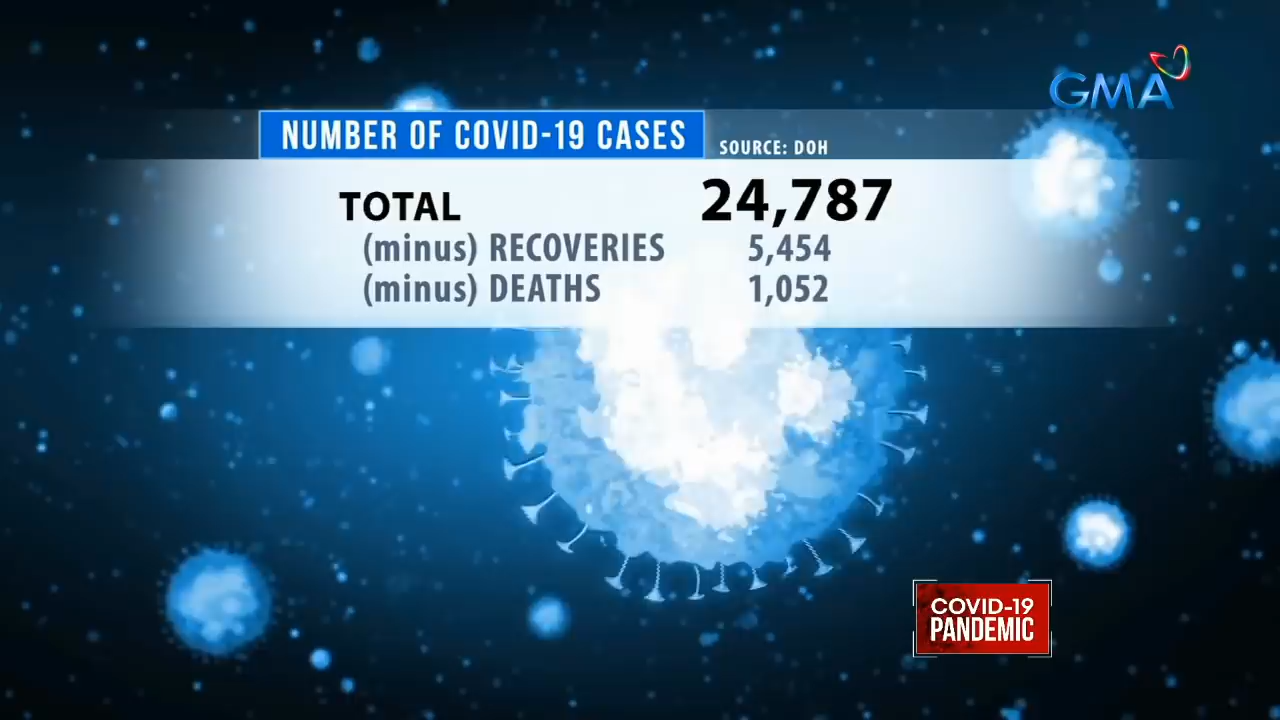 GMA
NUMBER OF COVID-19 CASES
SOURCE: DOH
TOTAL 24,787
(minus) RECOVERIES 5,454
(minus) DEATHS 1,052
COVID-19
PANDEMIC